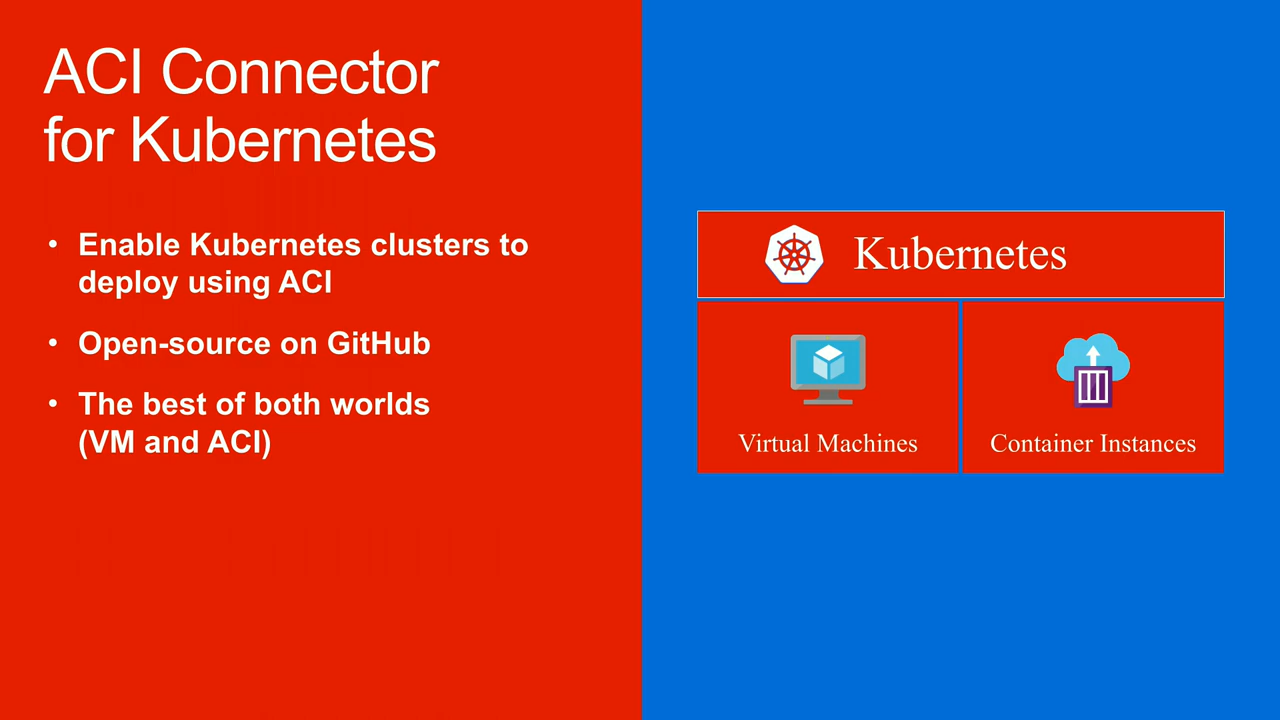 ACI Connector
for Kubernetes
• Enable Kubernetes clusters to
deploy using ACI
• Open-source on GitHub
• The best of both worlds
(VM and ACI)
Kubernetes
Virtual Machines
Container Instances